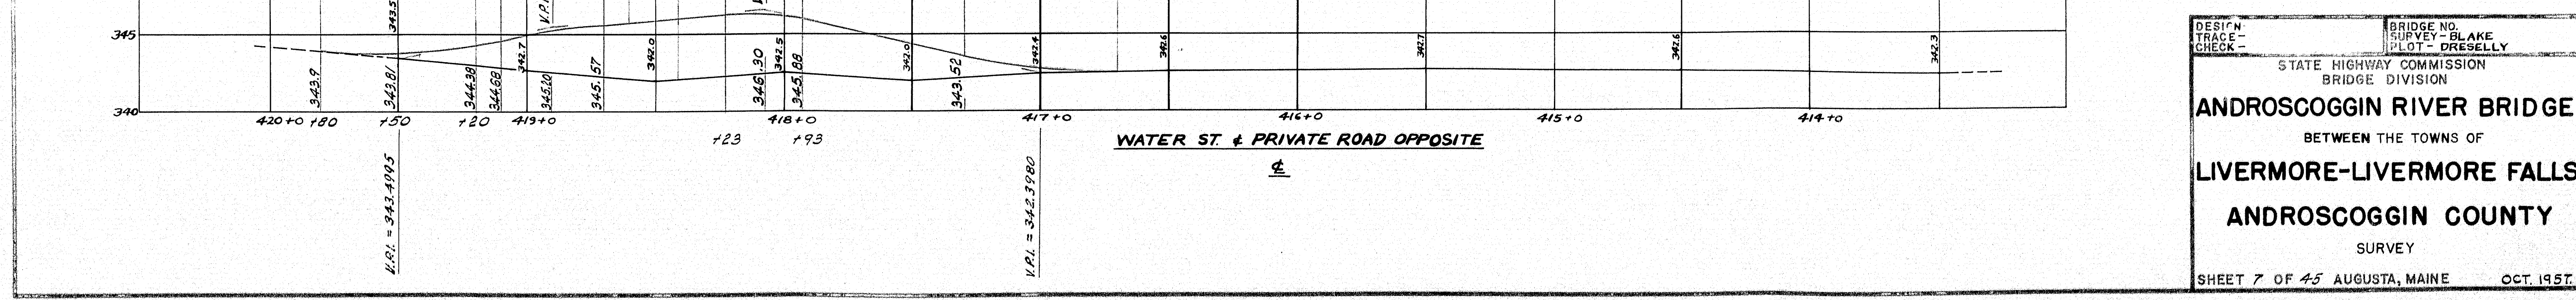 345
343.5
V.P.I.
342.7
342.0
342.5
342.0
342.4
342.6
342.7
342.6
342.3
343.9
343.81
344.38
344.68
345.20
345.57
346.30
345.88
343.52
340
420+0 +80 +50 +20 419+0 418+0 417+0 416+0 415+0 414+0
+23 +93
WATER ST. & PRIVATE ROAD OPPOSITE
℄
V.P.I. = 343.4995
V.P.I. = 342.3980
DESIGN-
TRACE-
CHECK-
BRIDGE NO.
SURVEY-BLAKE
PLOT- DRESELLY
STATE HIGHWAY COMMISSION
BRIDGE DIVISION
ANDROSCOGGIN RIVER BRIDGE
BETWEEN THE TOWNS OF
LIVERMORE-LIVERMORE FALLS
ANDROSCOGGIN COUNTY
SURVEY
SHEET 7 OF 45 AUGUSTA, MAINE OCT. 1957